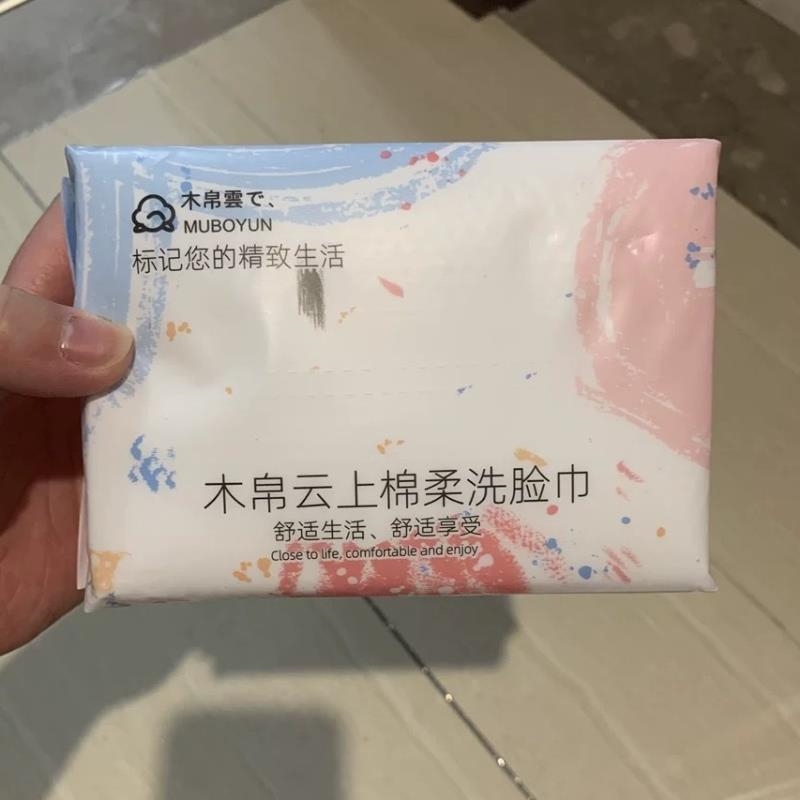 木帛雲で、
MUBOYUN
标记您的精致生活
木帛云上棉柔洗脸巾
舒适生活、舒适享受
Close to life, comfortable and enjoy